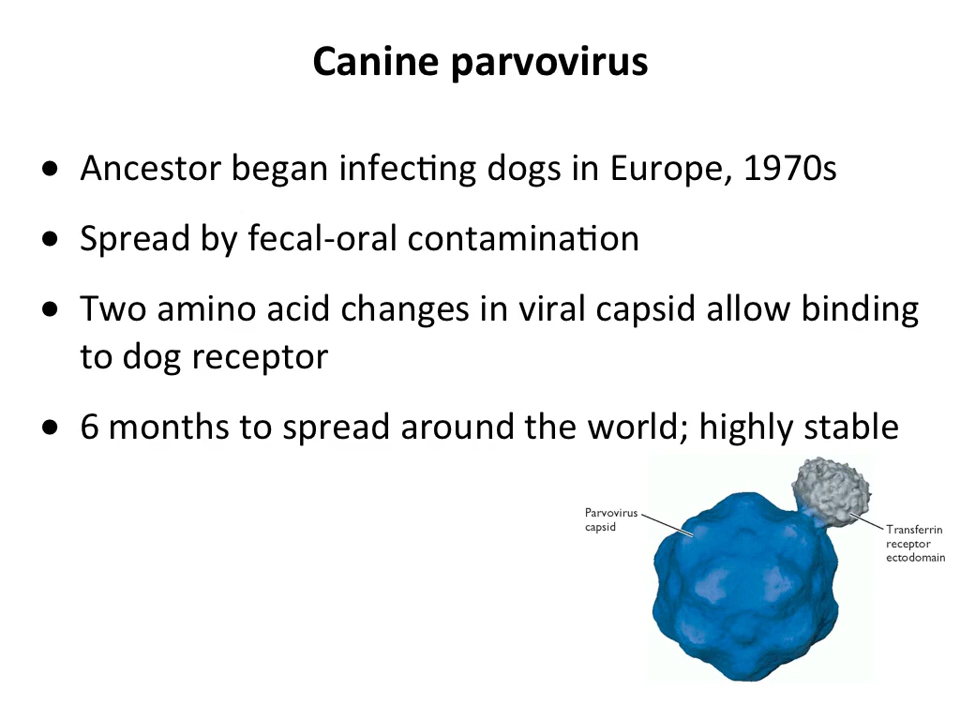 Canine parvovirus
• Ancestor began infecting dogs in Europe, 1970s
• Spread by fecal-oral contamination
• Two amino acid changes in viral capsid allow binding
to dog receptor
• 6 months to spread around the world; highly stable
Parvovirus
capsid
Transferrin
receptor
ectodomain